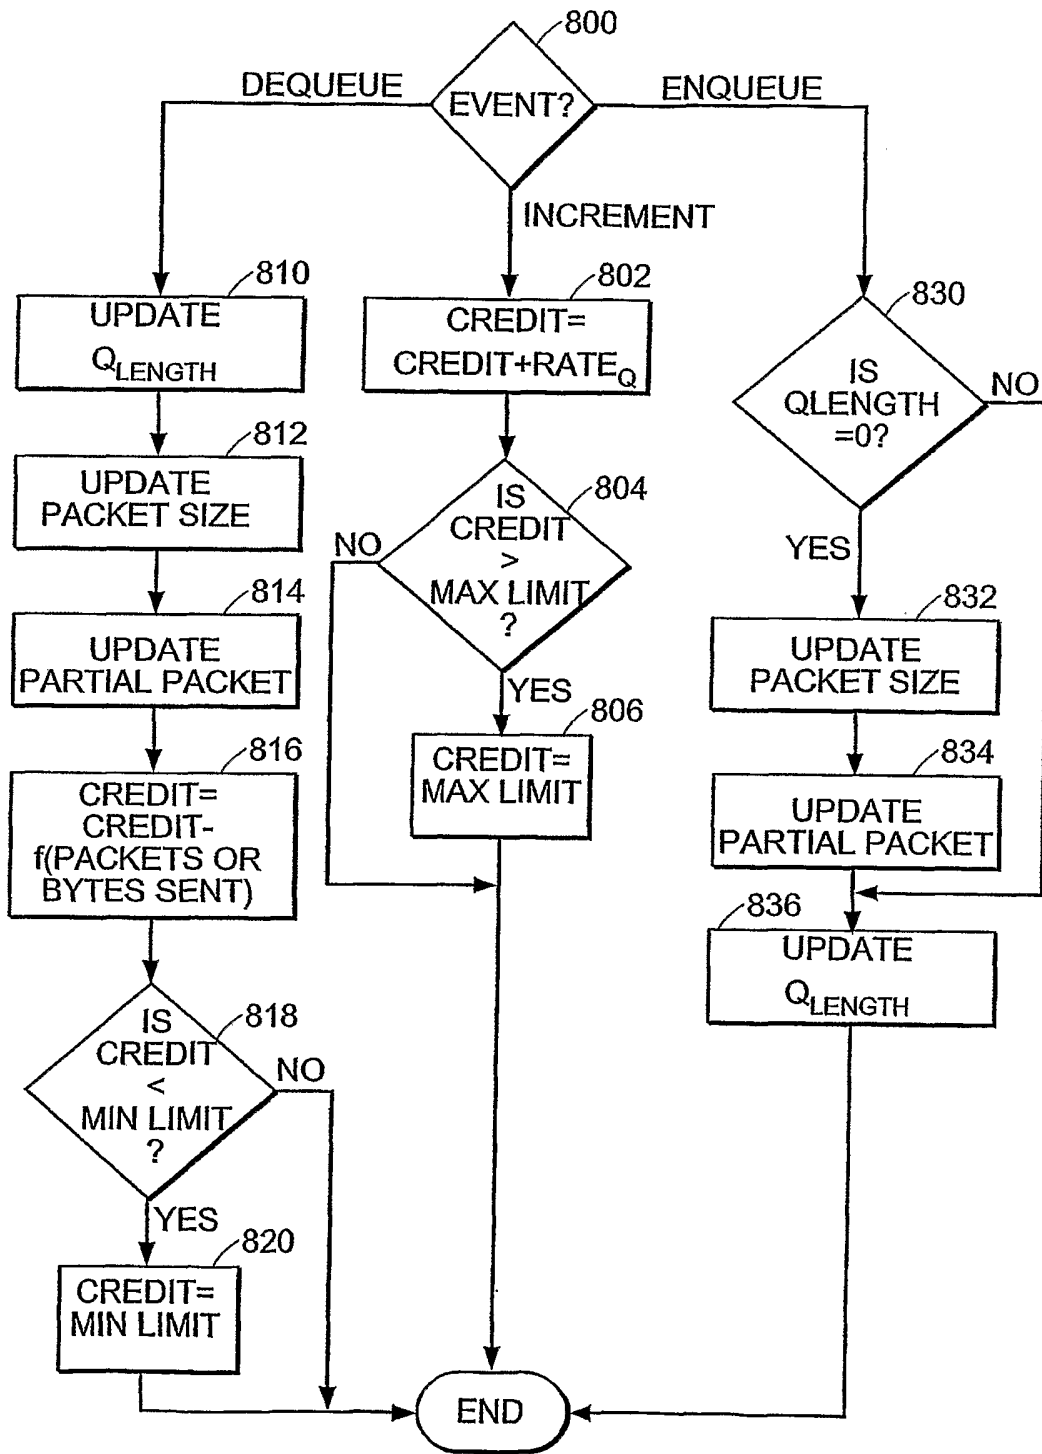 800
DEQUEUE
EVENT?
ENQUEUE
INCREMENT
810
UPDATE
QLENGTH
812
UPDATE
PACKET SIZE
814
UPDATE
PARTIAL PACKET
816
CREDIT=
CREDIT-
f(PACKETS OR
BYTES SENT)
818
IS
CREDIT
<
MIN LIMIT
?
NO
YES
820
CREDIT=
MIN LIMIT
802
CREDIT=
CREDIT+RATEQ
804
IS
CREDIT
>
MAX LIMIT
?
NO
YES
806
CREDIT=
MAX LIMIT
830
IS
QLENGTH
=0?
NO
YES
832
UPDATE
PACKET SIZE
834
UPDATE
PARTIAL PACKET
836
UPDATE
QLENGTH
END